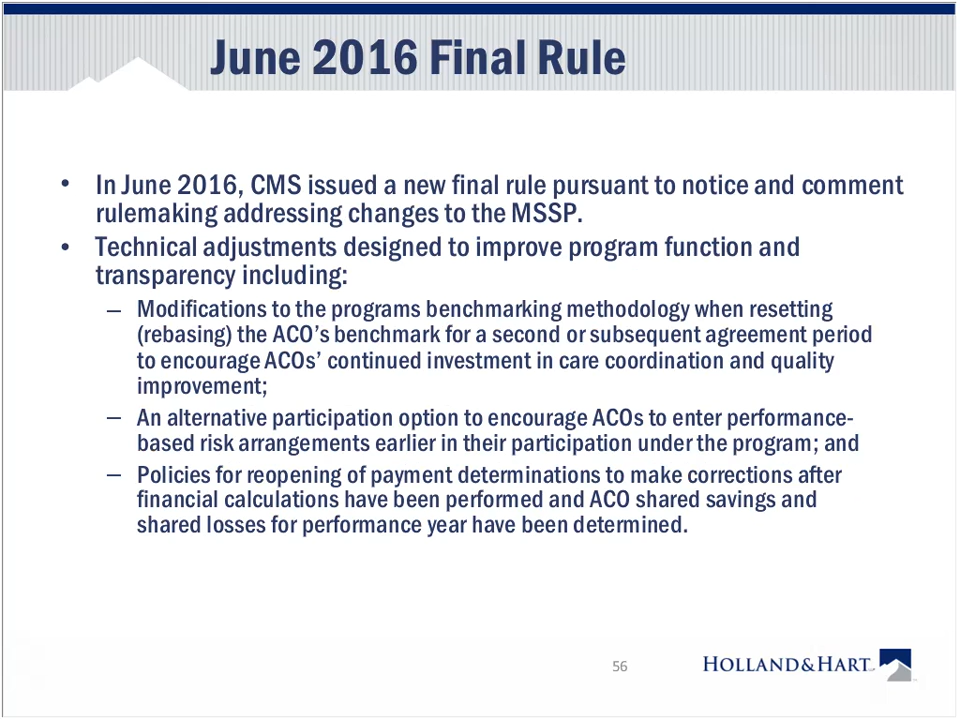 June 2016 Final Rule
• In June 2016, CMS issued a new final rule pursuant to notice and comment
rulemaking addressing changes to the MSSP.
• Technical adjustments designed to improve program function and
transparency including:
– Modifications to the programs benchmarking methodology when resetting
(rebasing) the ACO's benchmark for a second or subsequent agreement period
to encourage ACOs' continued investment in care coordination and quality
improvement;
– An alternative participation option to encourage ACOs to enter performance-
based risk arrangements earlier in their participation under the program; and
– Policies for reopening of payment determinations to make corrections after
financial calculations have been performed and ACO shared savings and
shared losses for performance year have been determined.
56
HOLLAND&HART